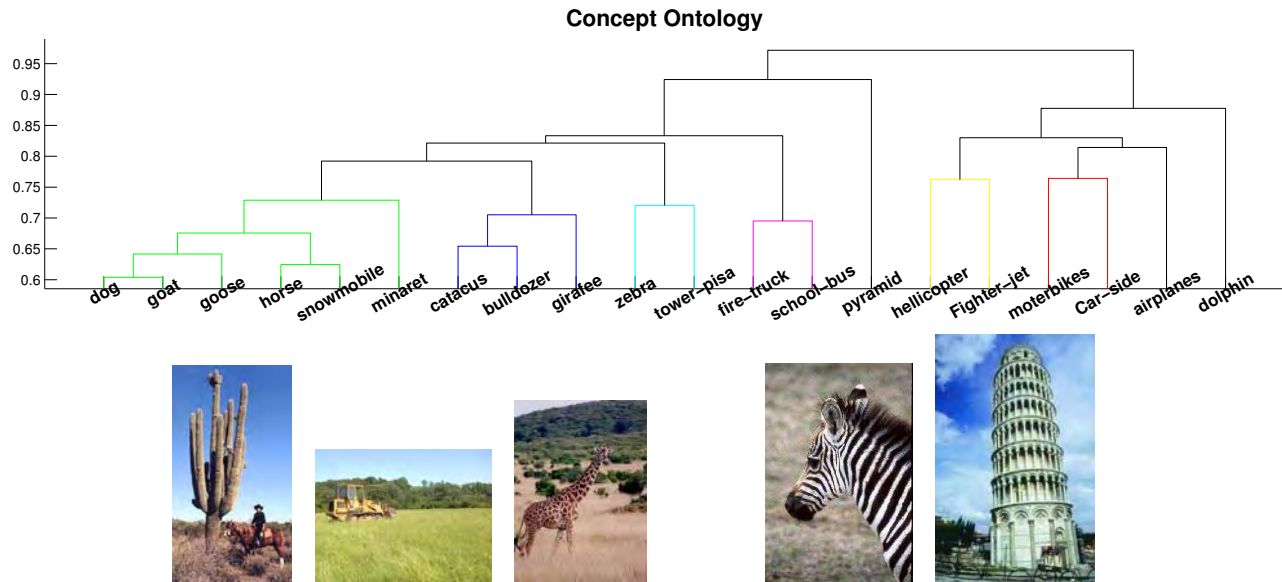 Concept Ontology
0.95
0.9
0.85
0.8
0.75
0.7
0.65
0.6
dog
goat
goose
horse
snowmobile
minaret
catacus
bulldozer
girafee
zebra
tower-pisa
fire-truck
school-bus
pyramid
hellicopter
Fighter-jet
moterbikes
Car-side
airplanes
dolphin